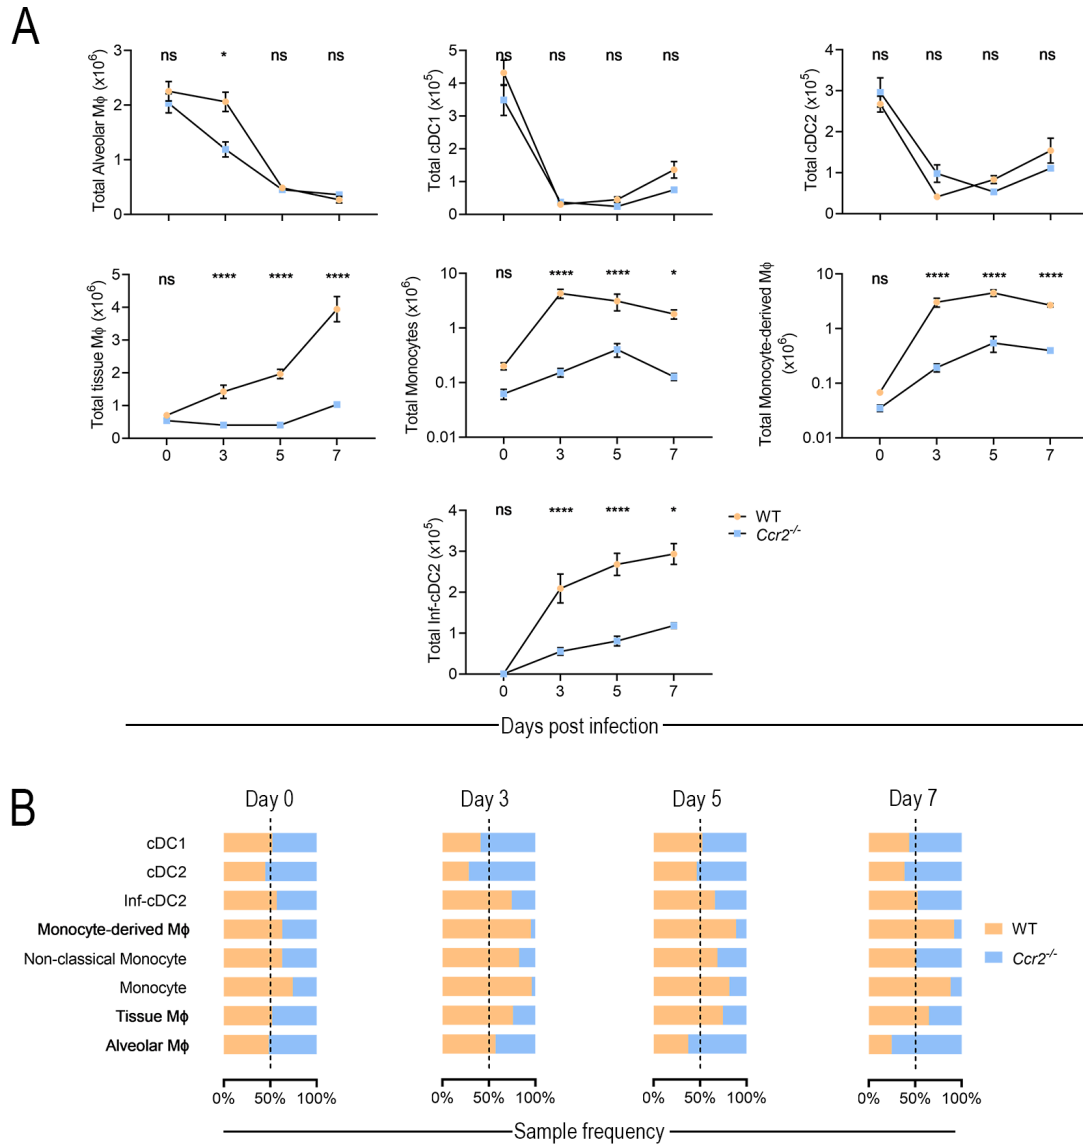 A
Total Alveolar Mϕ (x10⁶)
3
2
1
0
ns * ns ns
Total cDC1 (x10⁵)
5
4
3
2
1
0
ns ns ns ns
Total cDC2 (x10⁵)
4
3
2
1
0
ns ns ns ns
Total tissue Mϕ (x10⁶)
5
4
3
2
1
0
ns **** **** ****
0 3 5 7
Total Monocytes (x10⁶)
10
1
0.1
0.01
ns **** **** *
0 3 5 7
Total Monocyte-derived Mϕ
(x10⁶)
10
1
0.1
0.01
ns **** **** ****
0 3 5 7
Total Inf-cDC2 (x10⁵)
4
3
2
1
0
ns **** **** *
0 3 5 7
WT
Ccr2⁻/⁻
Days post infection
B
Day 0 Day 3 Day 5 Day 7
cDC1
cDC2
Inf-cDC2
Monocyte-derived Mϕ
Non-classical Monocyte
Monocyte
Tissue Mϕ
Alveolar Mϕ
WT
Ccr2⁻/⁻
0% 50% 100% 0% 50% 100% 0% 50% 100% 0% 50% 100%
Sample frequency